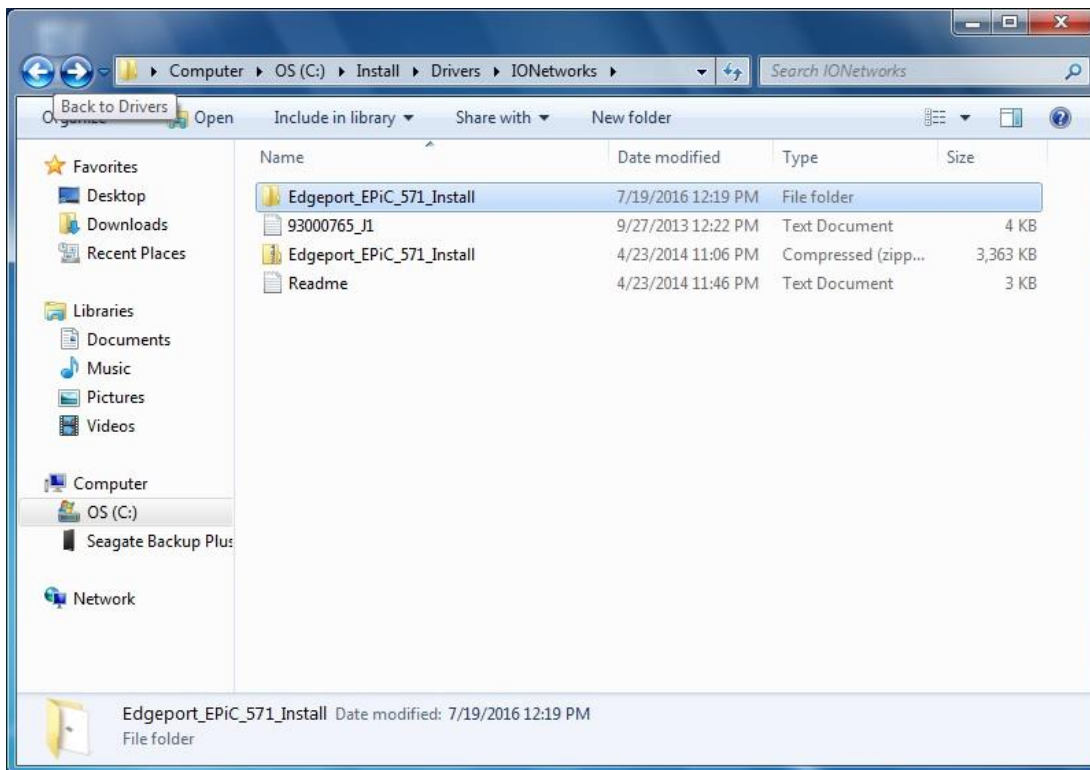 Computer ▸ OS (C:) ▸ Install ▸ Drivers ▸ IONetworks ▸
Search IONetworks
Back to Drivers
Organize
Open
Include in library
Share with
New folder
Favorites
Desktop
Downloads
Recent Places
Libraries
Documents
Music
Pictures
Videos
Computer
OS (C:)
Seagate Backup Plus
Network
Name Date modified Type Size
Edgeport_EPiC_571_Install 7/19/2016 12:19 PM File folder
93000765_J1 9/27/2013 12:22 PM Text Document 4 KB
Edgeport_EPiC_571_Install 4/23/2014 11:06 PM Compressed (zipp... 3,363 KB
Readme 4/23/2014 11:46 PM Text Document 3 KB
Edgeport_EPiC_571_Install Date modified: 7/19/2016 12:19 PM
File folder